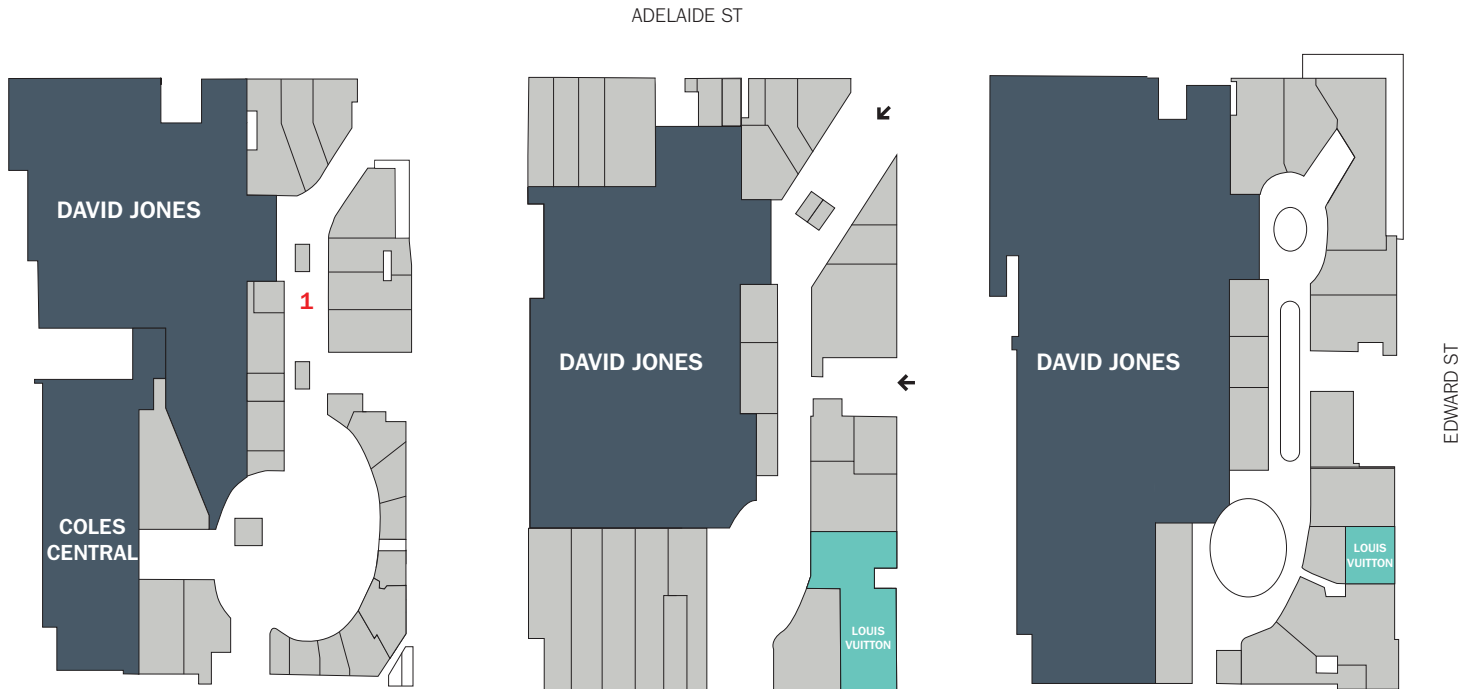 ADELAIDE ST
DAVID JONES
1
COLES
CENTRAL
DAVID JONES
LOUIS
VUITTON
DAVID JONES
LOUIS
VUITTON
EDWARD ST